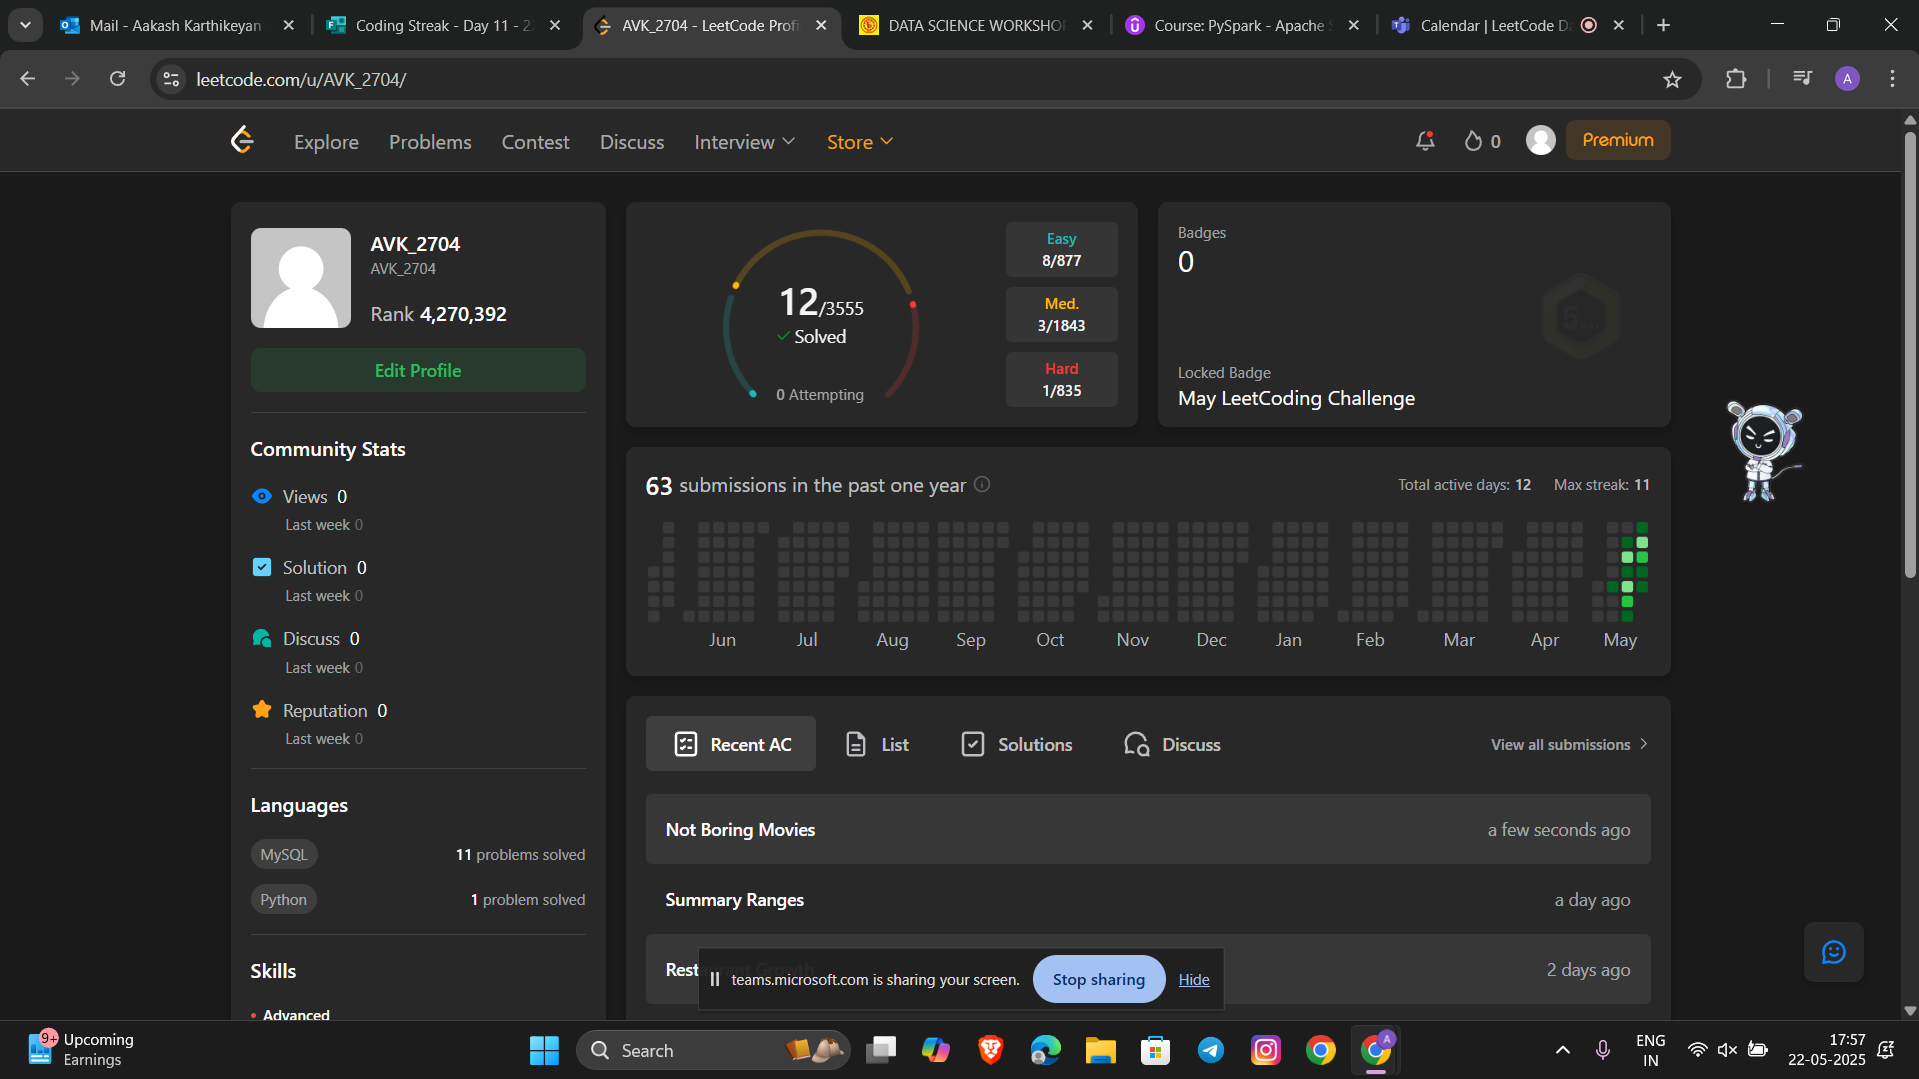 Mail - Aakash Karthikeyan
Coding Streak - Day 11 - 2
AVK_2704 - LeetCode Profi
DATA SCIENCE WORKSHO
Course: PySpark - Apache
Calendar | LeetCode D
leetcode.com/u/AVK_2704/
A
Explore
Problems
Contest
Discuss
Interview
Store
0
Premium
AVK_2704
AVK_2704
Rank 4,270,392
Edit Profile
Community Stats
Views 0
Last week 0
Solution 0
Last week 0
Discuss 0
Last week 0
Reputation 0
Last week 0
Languages
MySQL
11 problems solved
Python
1 problem solved
Skills
Advanced
12/3555
Solved
0 Attempting
Easy
8/877
Med.
3/1843
Hard
1/835
Badges
0
Locked Badge
May LeetCoding Challenge
63 submissions in the past one year
Total active days: 12
Max streak: 11
Jun
Jul
Aug
Sep
Oct
Nov
Dec
Jan
Feb
Mar
Apr
May
Recent AC
List
Solutions
Discuss
View all submissions
Not Boring Movies
a few seconds ago
Summary Ranges
a day ago
Restaurant Growth
2 days ago
teams.microsoft.com is sharing your screen.
Stop sharing
Hide
9+
Upcoming
Earnings
Search
A
ENG
IN
17:57
22-05-2025